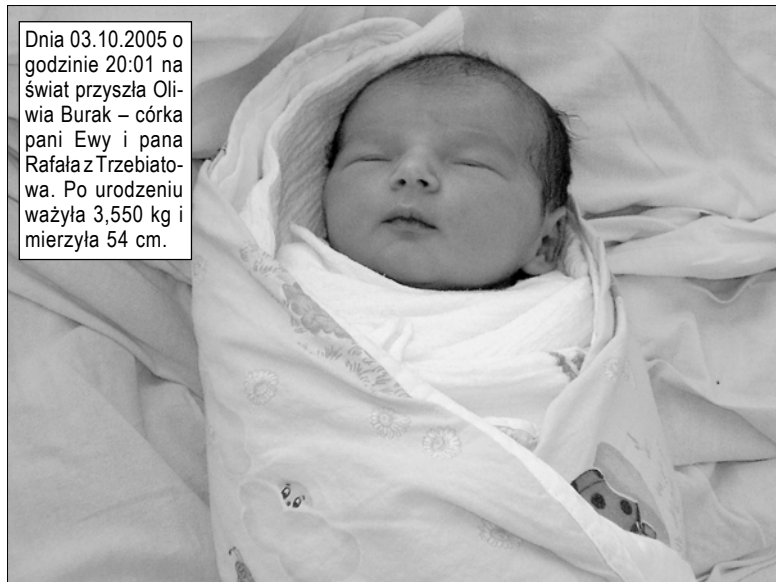 Dnia 03.10.2005 o
godzinie 20:01 na
świat przyszła Oli-
wia Burak – córka
pani Ewy i pana
Rafała z Trzebiato-
wa. Po urodzeniu
ważyła 3,550 kg i
mierzyła 54 cm.